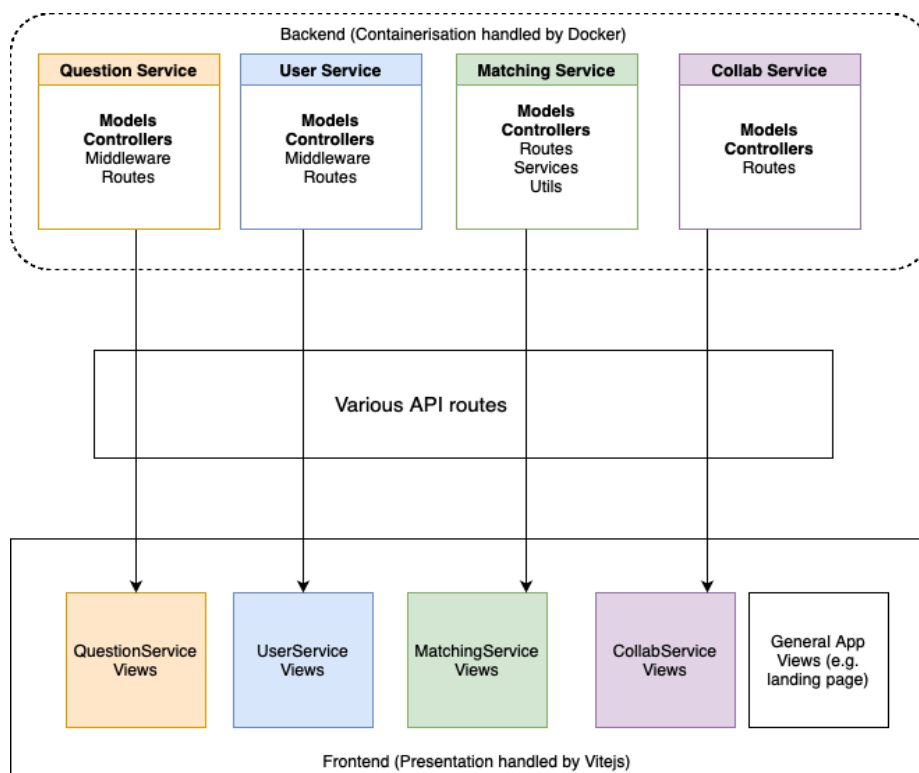 Backend (Containerisation handled by Docker)
Question Service
Models
Controllers
Middleware
Routes
User Service
Models
Controllers
Middleware
Routes
Matching Service
Models
Controllers
Routes
Services
Utils
Collab Service
Models
Controllers
Routes
Various API routes
QuestionService
Views
UserService
Views
MatchingService
Views
CollabService
Views
General App
Views (e.g.
landing page)
Frontend (Presentation handled by Vitejs)